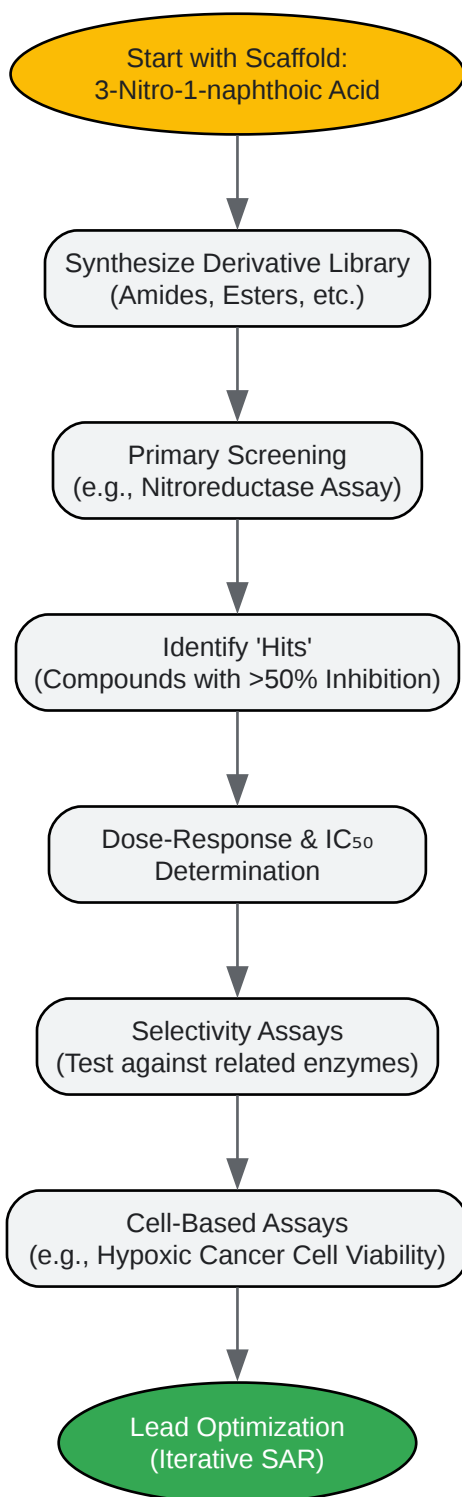 Start with Scaffold:
3-Nitro-1-naphthoic Acid
Synthesize Derivative Library
(Amides, Esters, etc.)
Primary Screening
(e.g., Nitroreductase Assay)
Identify 'Hits'
(Compounds with >50% Inhibition)
Dose-Response & IC₅₀
Determination
Selectivity Assays
(Test against related enzymes)
Cell-Based Assays
(e.g., Hypoxic Cancer Cell Viability)
Lead Optimization
(Iterative SAR)